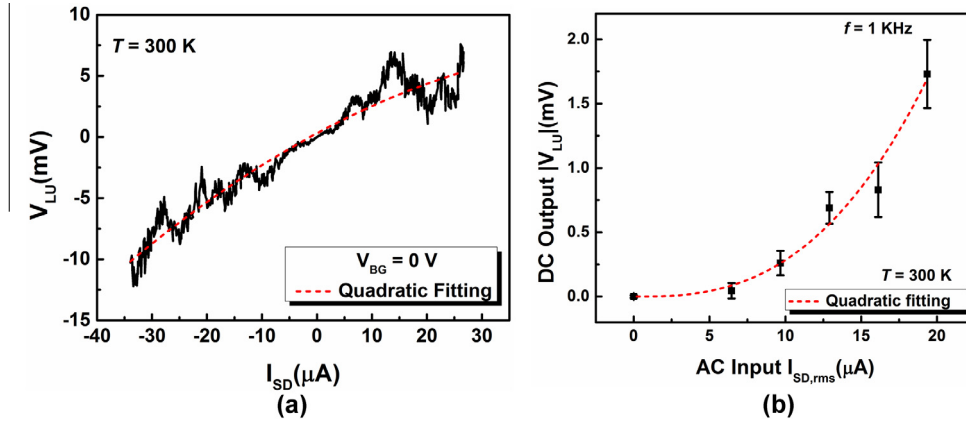 10
5
0
-5
-10
-15
V_LU(mV)
T = 300 K
V_BG = 0 V
Quadratic Fitting
-40 -30 -20 -10 0 10 20 30
I_SD(μA)
(a)
2.0
1.5
1.0
0.5
0.0
DC Output |V_LU|(mV)
f = 1 KHz
T = 300 K
Quadratic fitting
0 5 10 15 20
AC Input I_SD,rms(μA)
(b)